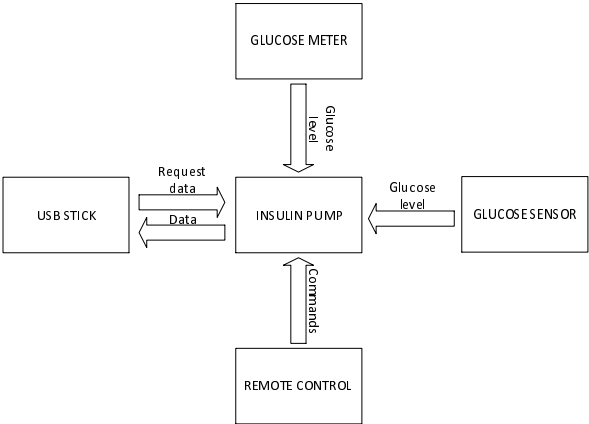 GLUCOSE METER
Glucose
level
Request
data
Data
USB STICK
INSULIN PUMP
Glucose
level
GLUCOSE SENSOR
Commands
REMOTE CONTROL